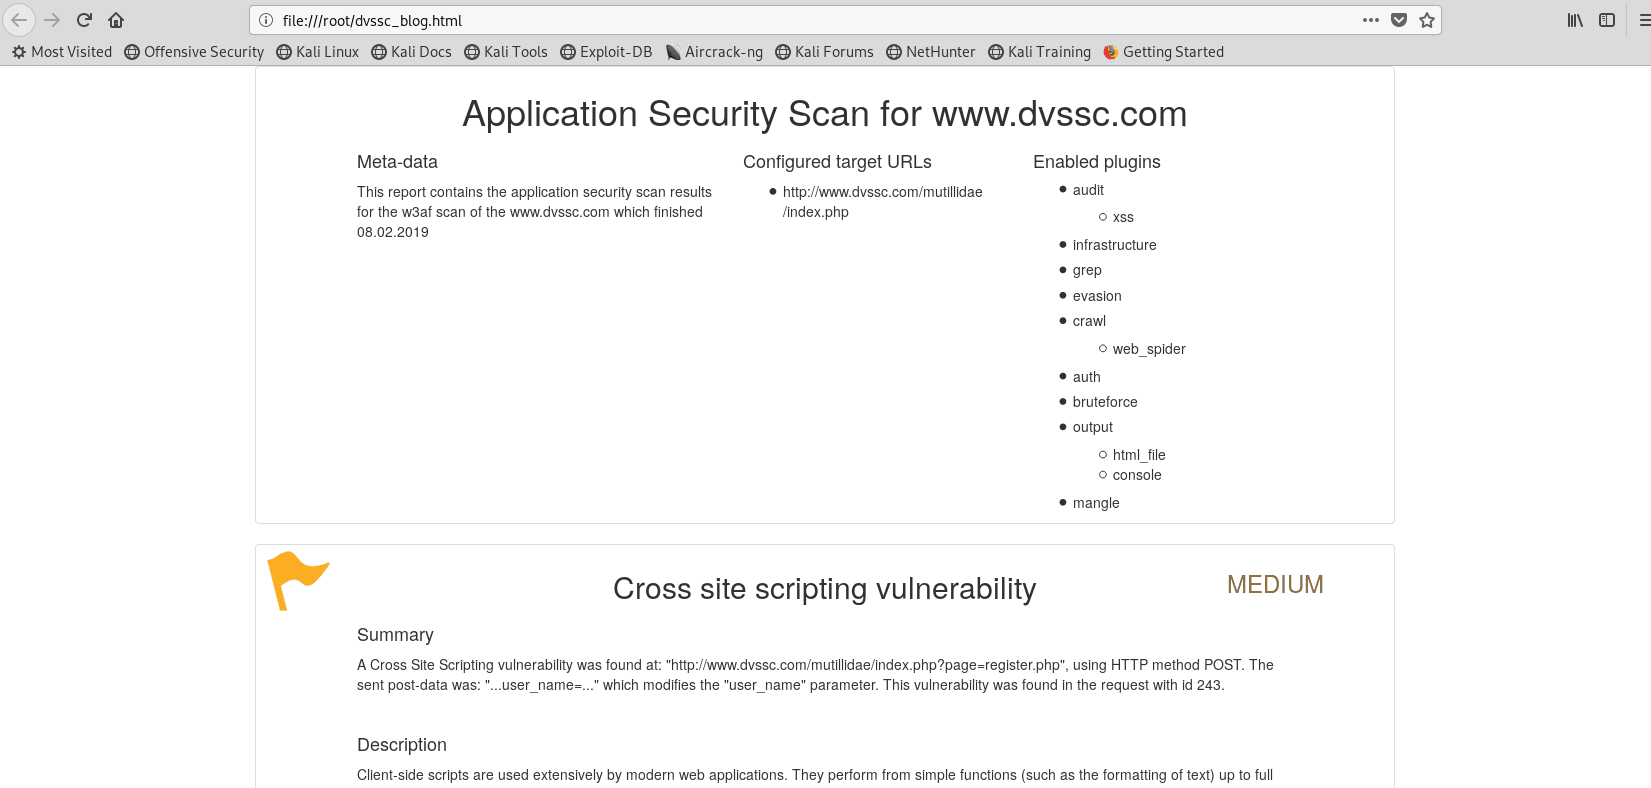 file:///root/dvssc_blog.html
Most Visited Offensive Security Kali Linux Kali Docs Kali Tools Exploit-DB Aircrack-ng Kali Forums NetHunter Kali Training Getting Started
Application Security Scan for www.dvssc.com
Meta-data
This report contains the application security scan results
for the w3af scan of the www.dvssc.com which finished
08.02.2019
Configured target URLs
http://www.dvssc.com/mutillidae
/index.php
Enabled plugins
audit
xss
infrastructure
grep
evasion
crawl
web_spider
auth
bruteforce
output
html_file
console
mangle
Cross site scripting vulnerability
MEDIUM
Summary
A Cross Site Scripting vulnerability was found at: "http://www.dvssc.com/mutillidae/index.php?page=register.php", using HTTP method POST. The
sent post-data was: "...user_name=..." which modifies the "user_name" parameter. This vulnerability was found in the request with id 243.
Description
Client-side scripts are used extensively by modern web applications. They perform from simple functions (such as the formatting of text) up to full